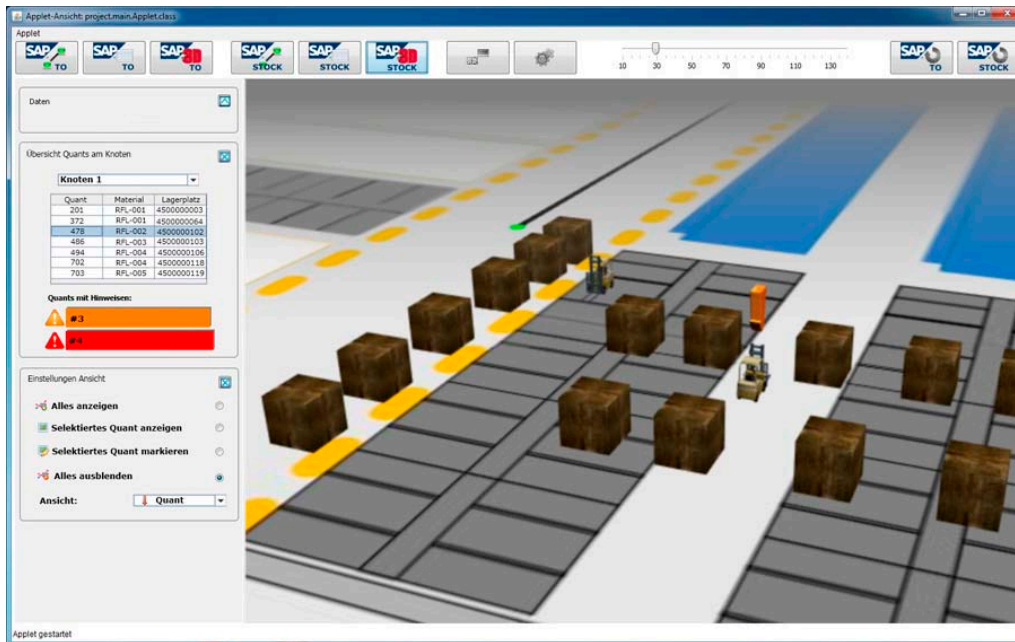 Applet-Ansicht: project.main.Applet.class
Applet
SAP TO
SAP TO
SAP 3D TO
SAP STOCK
SAP STOCK
SAP 3D STOCK
10 30 50 70 90 110 130
SAP TO
SAP STOCK
Daten
Übersicht Quants am Knoten
Knoten 1
Quant Material Lagerplatz
201 RFL-001 4500000003
372 RFL-001 4500000064
478 RFL-002 4500000102
486 RFL-003 4500000103
494 RFL-004 4500000106
702 RFL-004 4500000118
703 RFL-005 4500000119
Quants mit Hinweisen:
#3
#4
Einstellungen Ansicht
Alles anzeigen
Selektiertes Quant anzeigen
Selektiertes Quant markieren
Alles ausblenden
Ansicht: Quant
Applet gestartet